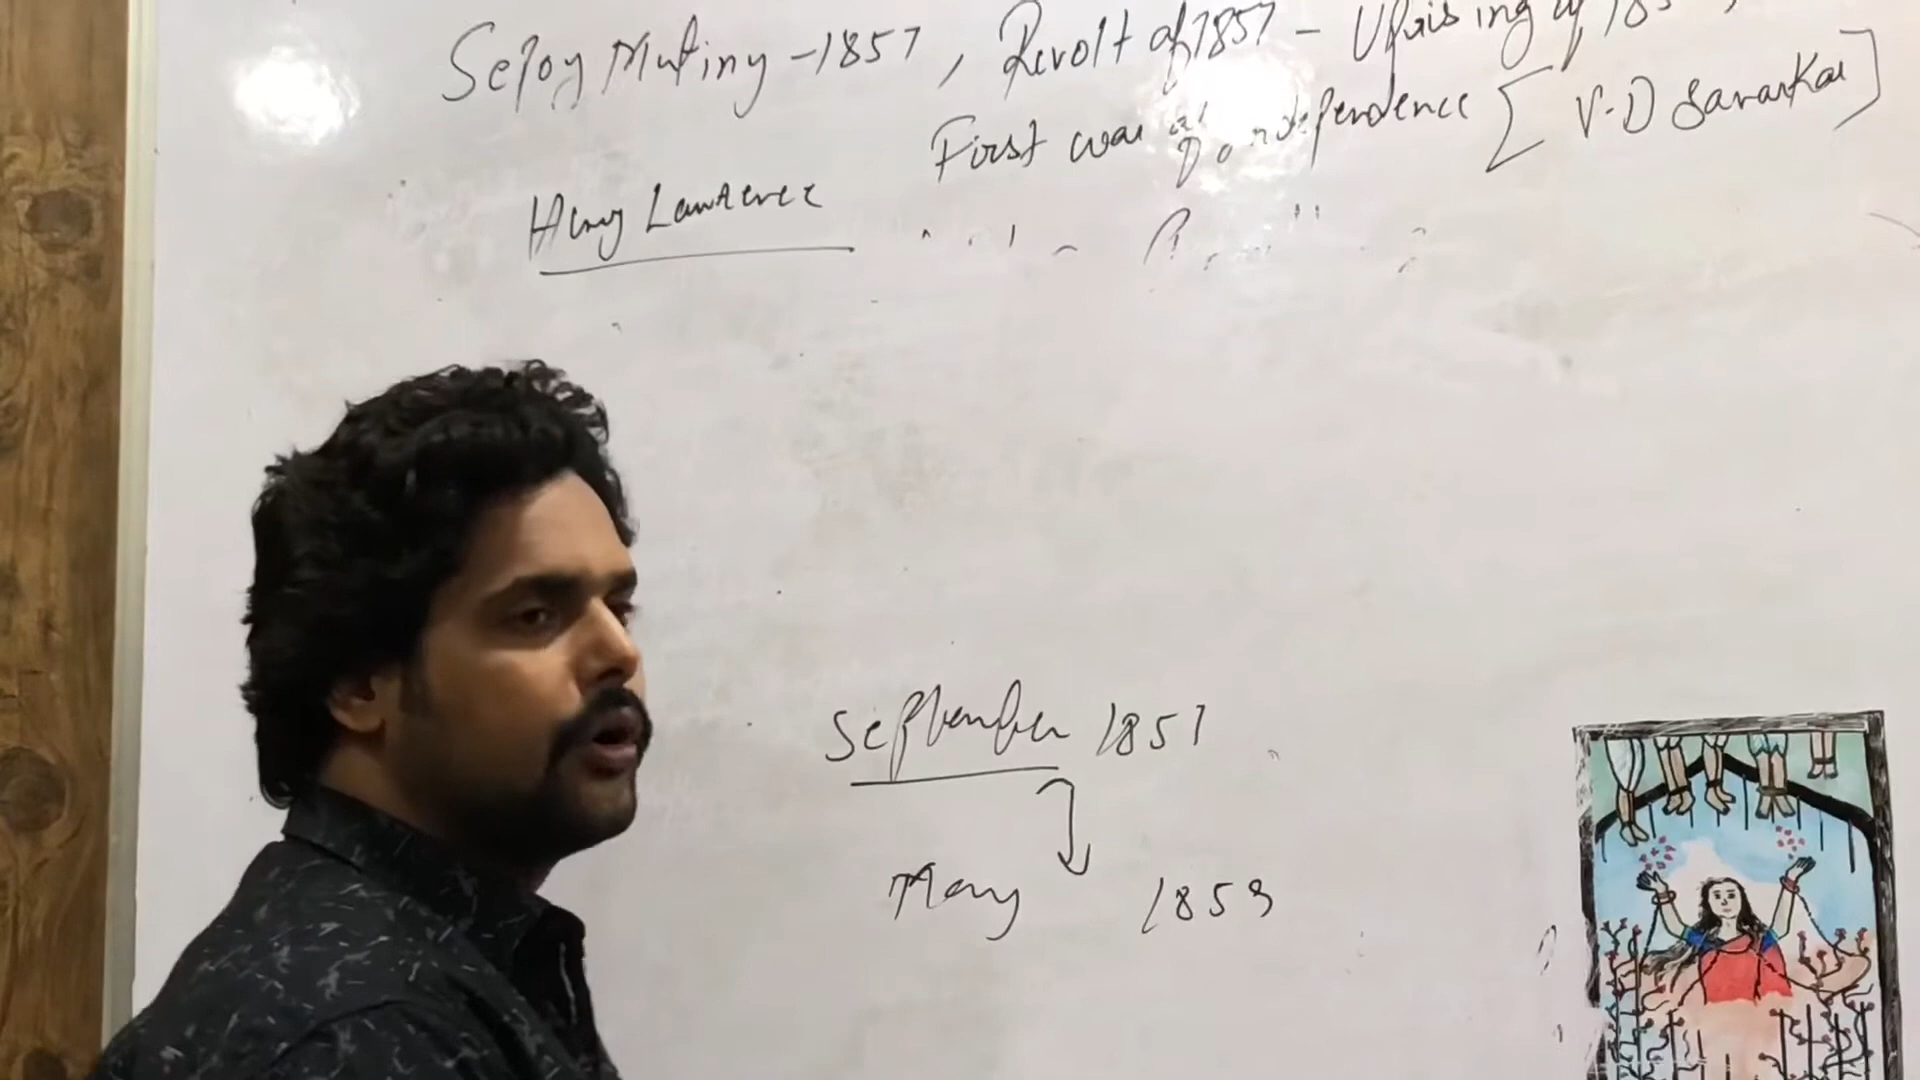 Sepoy Mutiny - 1857, Revolt of 1857 - Uprising of 185
First war of Independence [V.D Savarkar]
Henry Lawrence
September 1857
May 1858